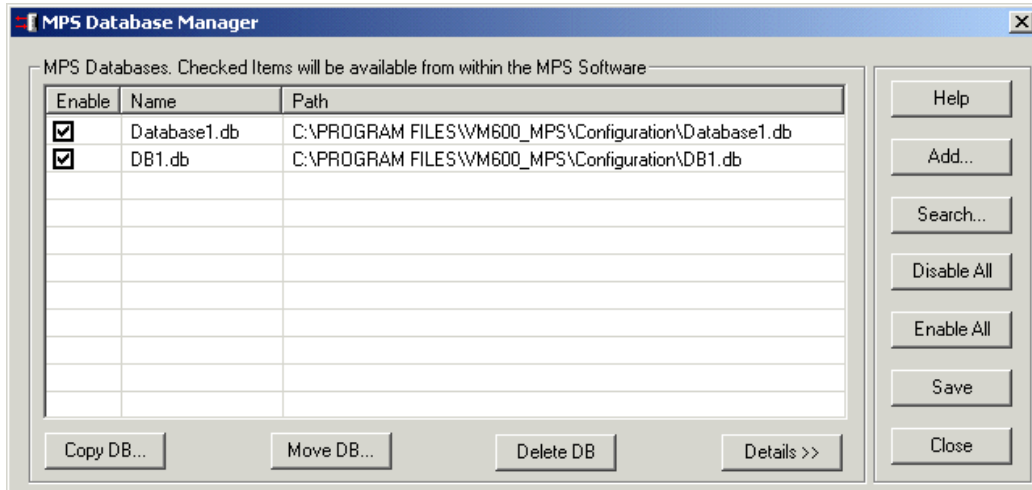 MPS Database Manager
MPS Databases. Checked Items will be available from within the MPS Software
Enable Name Path
Database1.db C:\PROGRAM FILES\VM600_MPS\Configuration\Database1.db
DB1.db C:\PROGRAM FILES\VM600_MPS\Configuration\DB1.db
Copy DB... Move DB... Delete DB Details >>
Help
Add...
Search...
Disable All
Enable All
Save
Close